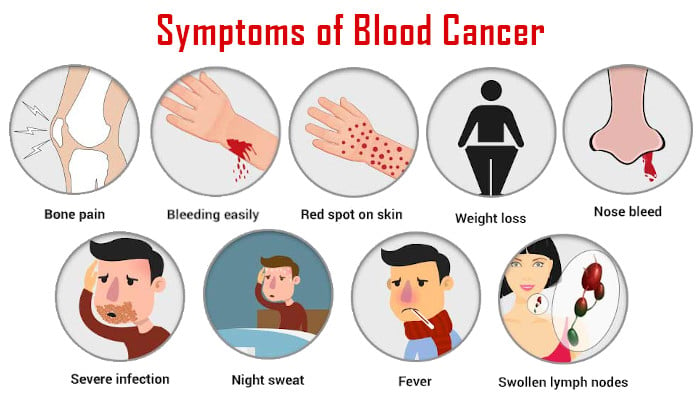 Symptoms of Blood Cancer
Bone pain
Bleeding easily
Red spot on skin
Weight loss
Nose bleed
Severe infection
Night sweat
Fever
Swollen lymph nodes